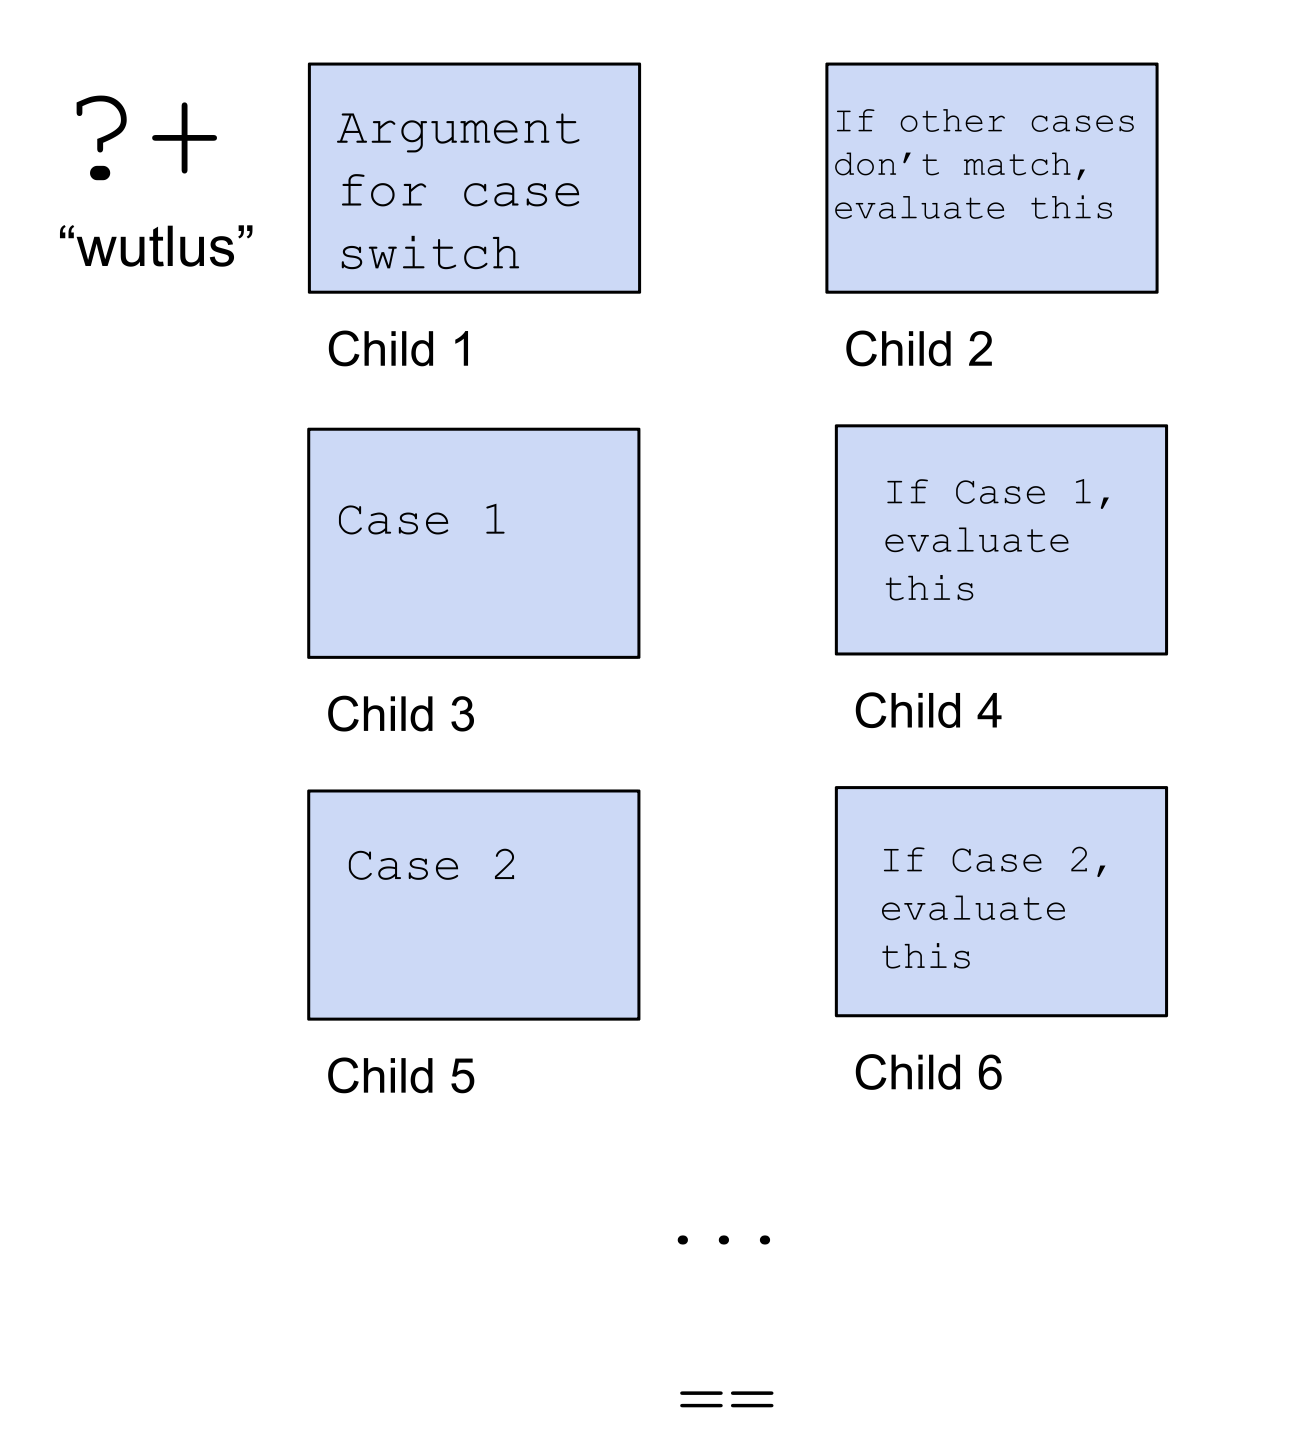 ?+
“wutlus”
Argument
for case
switch
Child 1
If other cases
don’t match,
evaluate this
Child 2
Case 1
Child 3
If Case 1,
evaluate
this
Child 4
Case 2
Child 5
If Case 2,
evaluate
this
Child 6
...
==